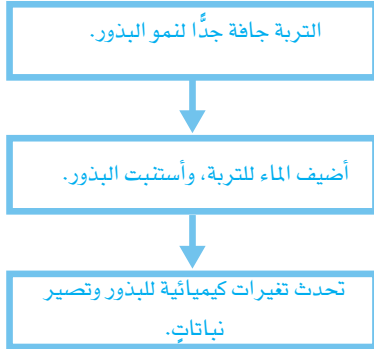 التربة جافة جدًّا لنمو البذور.
أضيف الماء للتربة، وأستنبت البذور.
تحدث تغيرات كيميائية للبذور وتصير
نباتاتٍ.